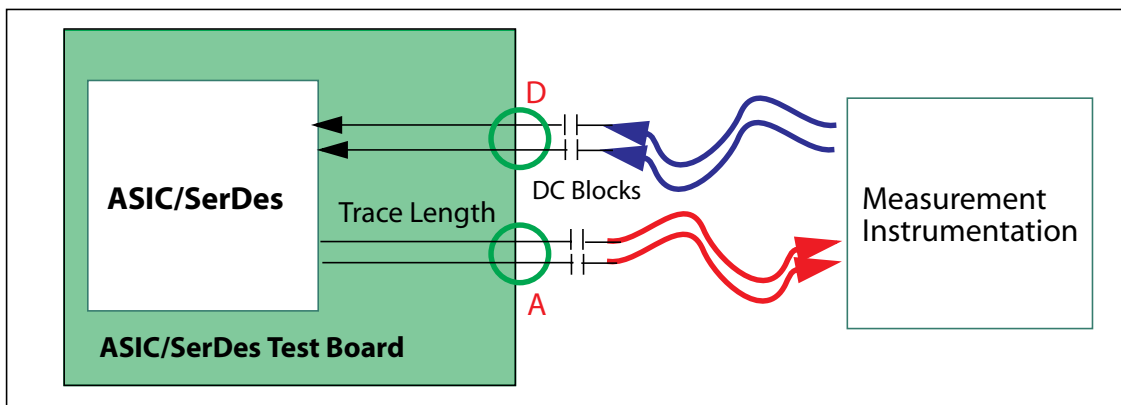 D
ASIC/SerDes
DC Blocks
Trace Length
Measurement
Instrumentation
A
ASIC/SerDes Test Board